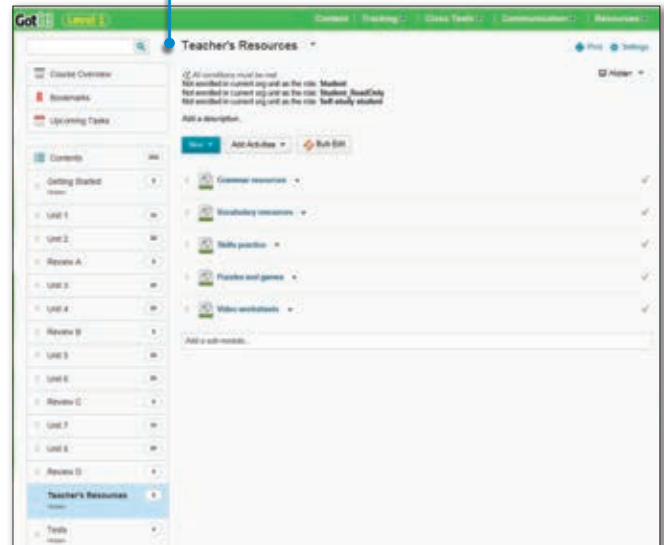 Got it! Level 1
Content
Tracking
Class Tests
Communication
Resources
Teacher's Resources
Print
Settings
Course Overview
Bookmarks
Upcoming Tasks
All conditions must be met
Not enrolled in current org unit as the role: Student
Not enrolled in current org unit as the role: Student_ReadOnly
Not enrolled in current org unit as the role: Self-study student
Hidden
Add a description.
New
Add Activities
Bulk Edit
Contents
Getting Started
Hidden
Unit 1
Unit 2
Review A
Unit 3
Unit 4
Review B
Unit 5
Unit 6
Review C
Unit 7
Unit 8
Review D
Teacher's Resources
Hidden
Tests
Hidden
Grammar resources
Vocabulary resources
Skills practice
Puzzles and games
Video worksheets
Add a sub-module...